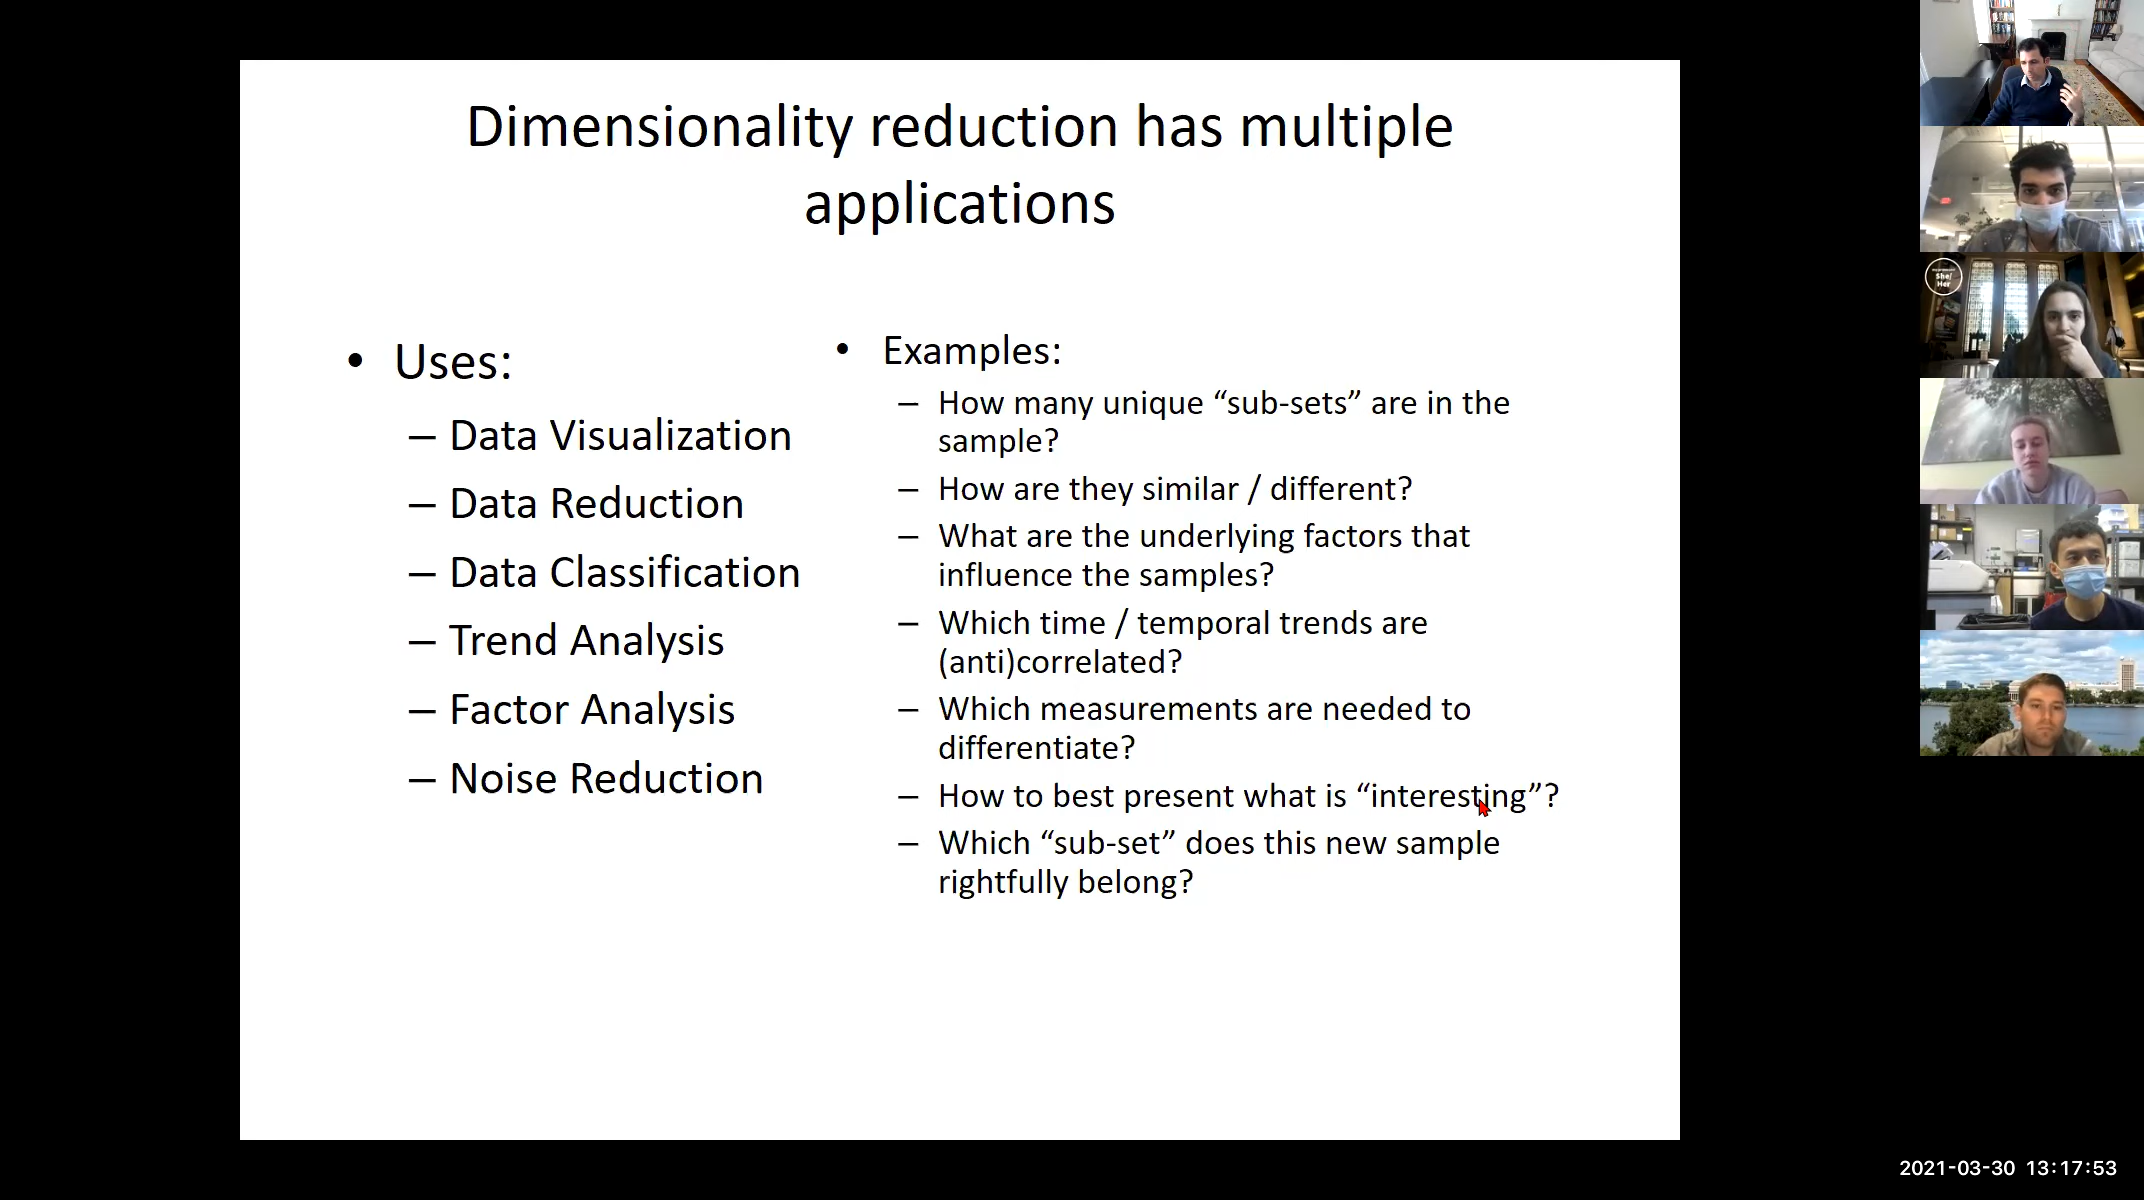 Dimensionality reduction has multiple
applications
• Uses:
– Data Visualization
– Data Reduction
– Data Classification
– Trend Analysis
– Factor Analysis
– Noise Reduction
• Examples:
– How many unique “sub-sets” are in the
sample?
– How are they similar / different?
– What are the underlying factors that
influence the samples?
– Which time / temporal trends are
(anti)correlated?
– Which measurements are needed to
differentiate?
– How to best present what is “interesting”?
– Which “sub-set” does this new sample
rightfully belong?
She/
Her
2021-03-30 13:17:53